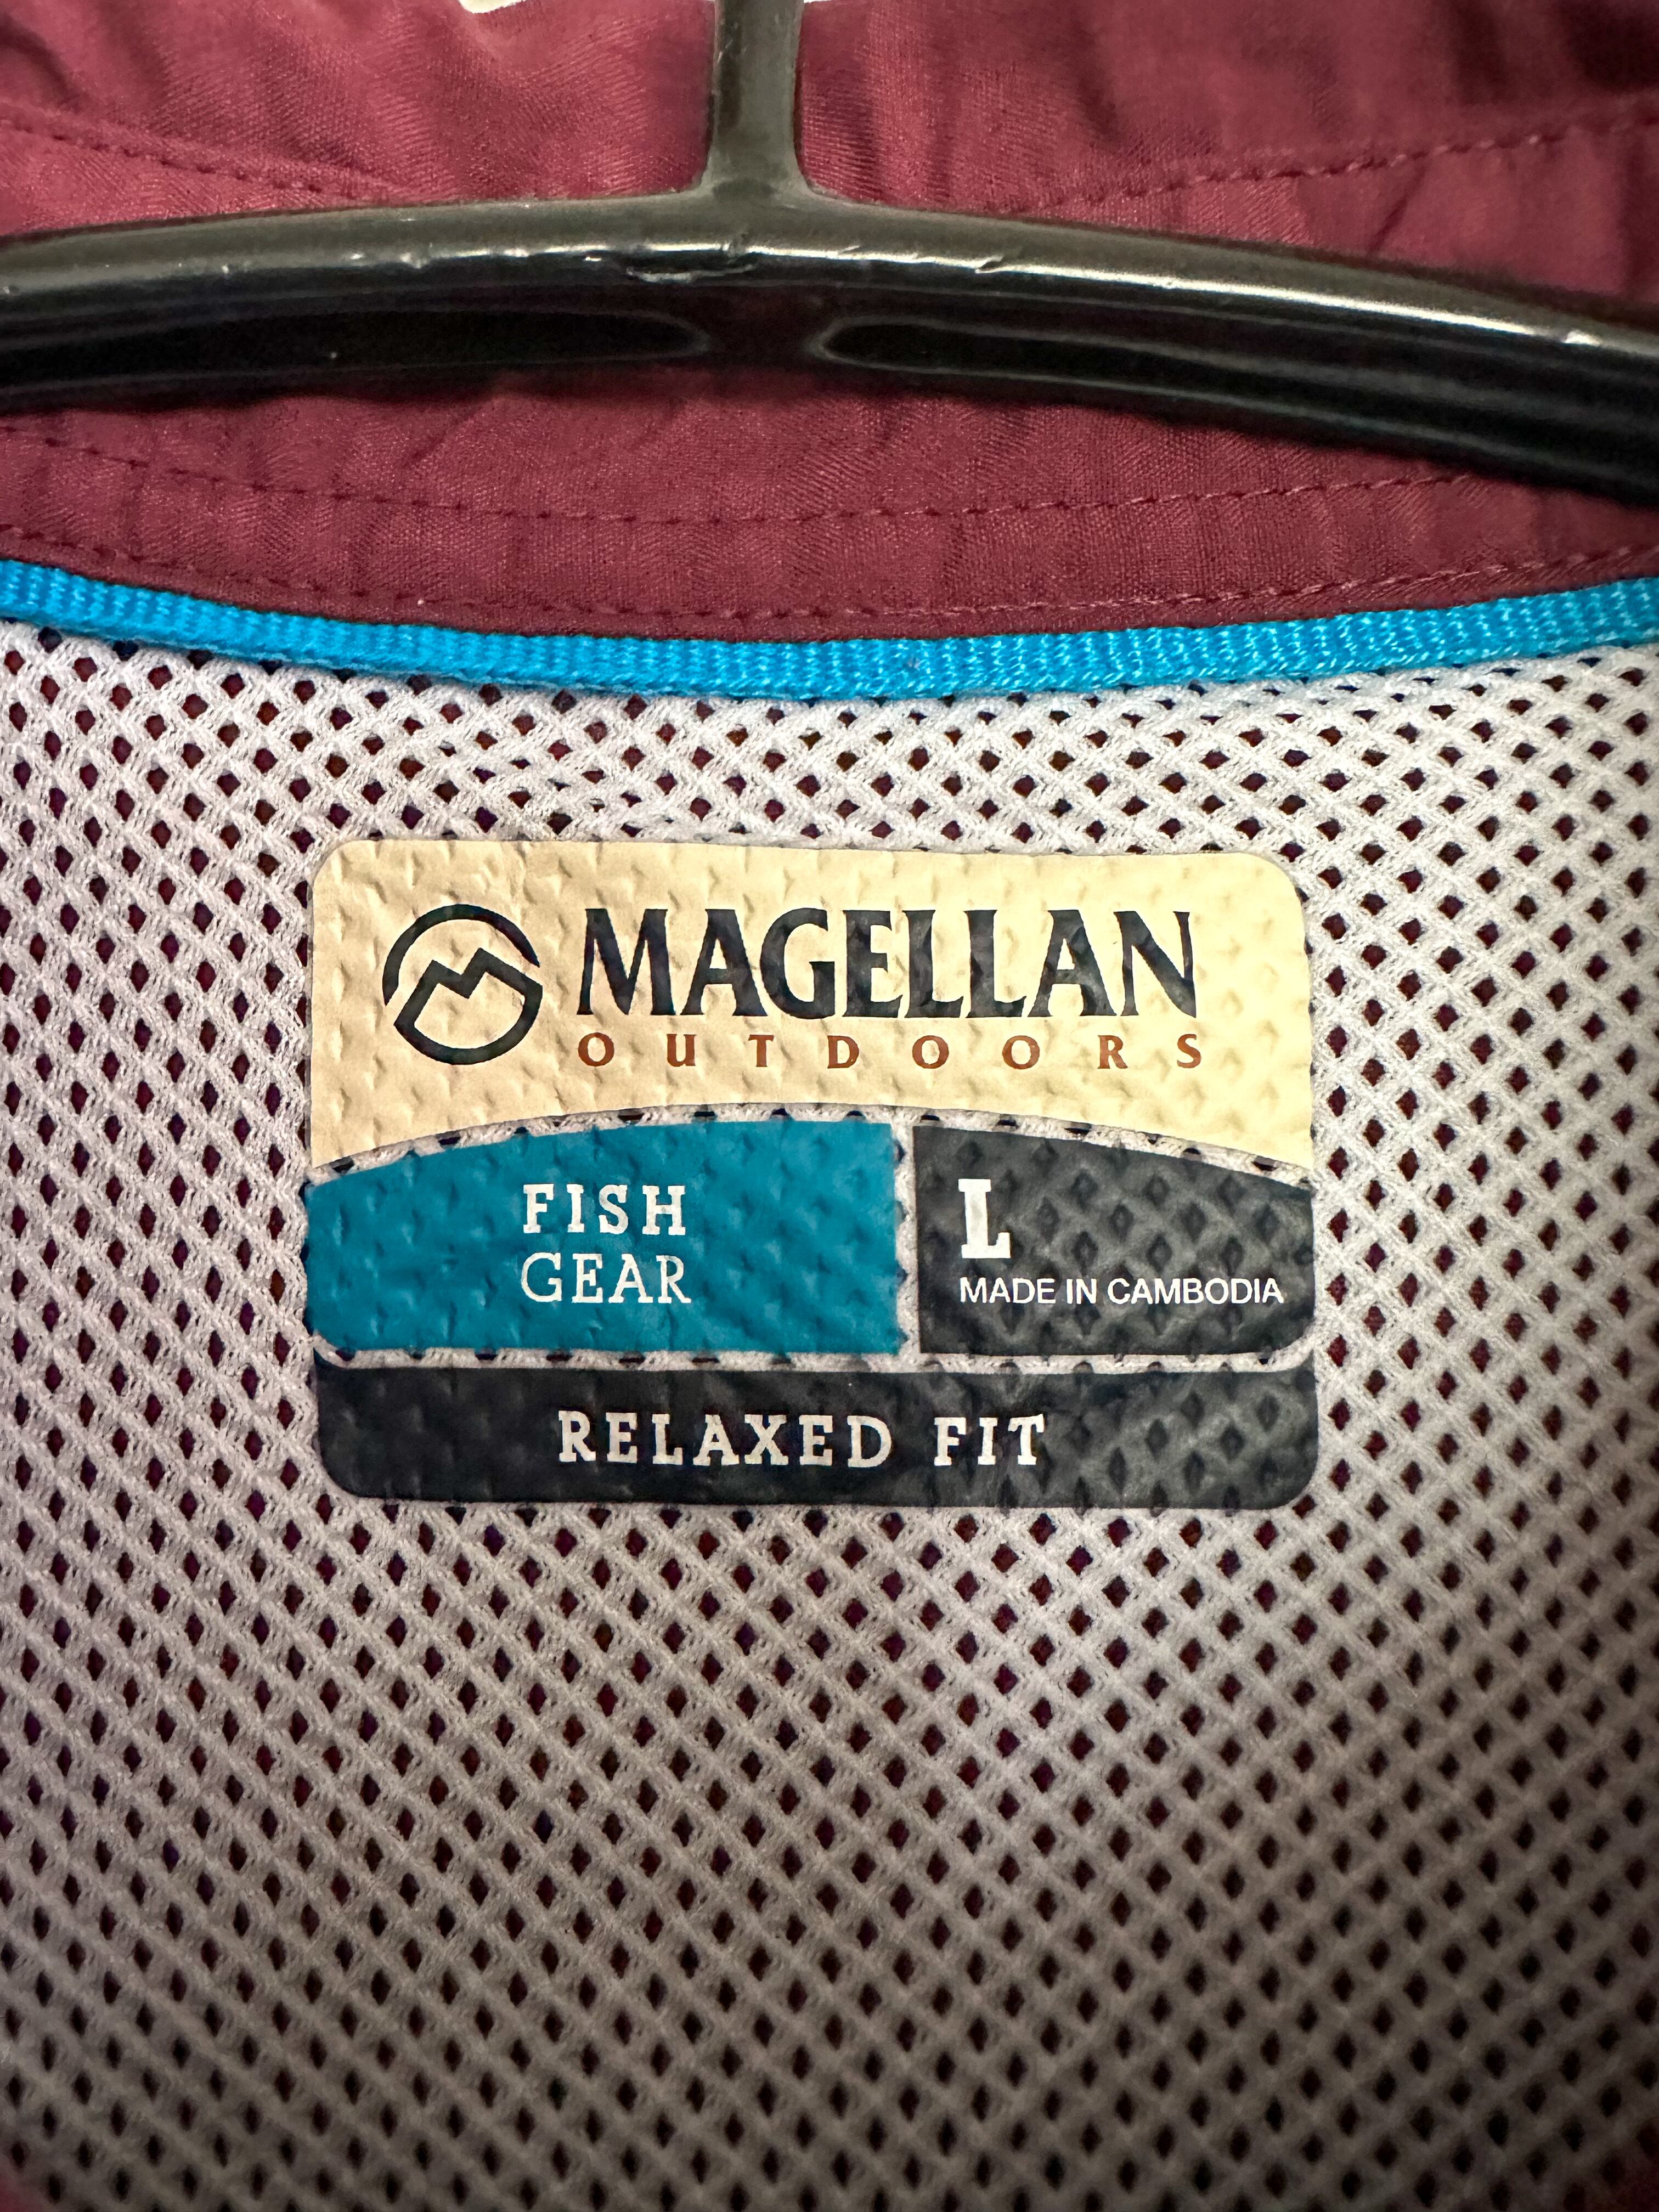 MAGELLAN
OUTDOORS
FISH
GEAR
L
MADE IN CAMBODIA
RELAXED FIT